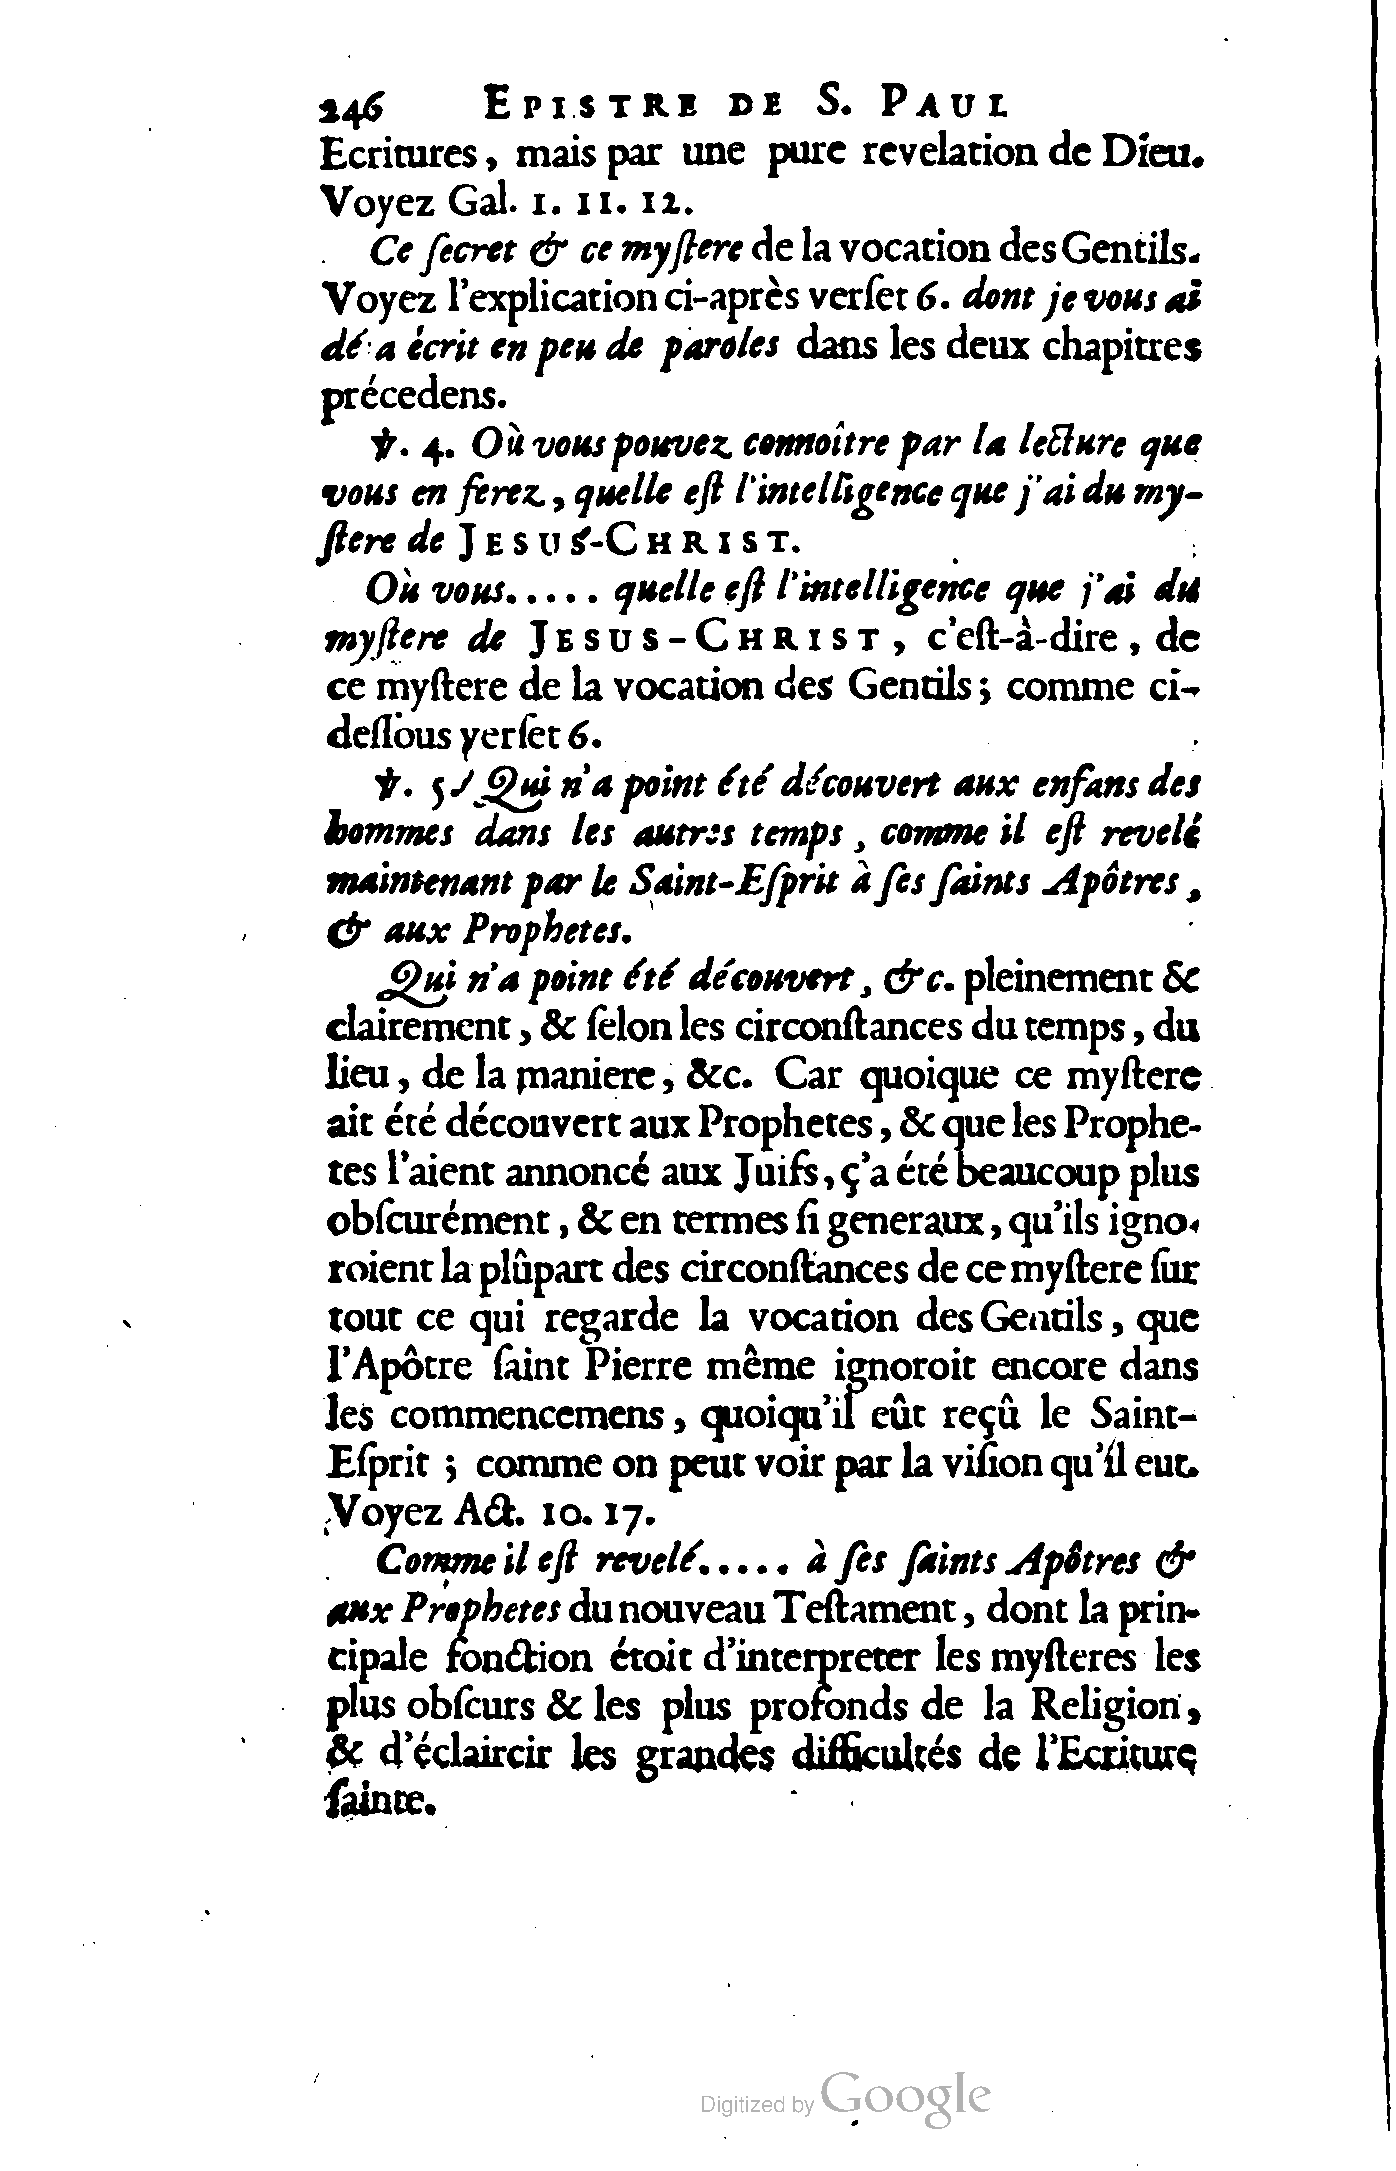 246 EPISTRE DE S. PAUL
Ecritures, mais par une pure revelation de Dieu.
Voyez Gal. 1. 11. 12.
Ce ſecret & ce myſtere de la vocation des Gentils.
Voyez l'explication ci-après verſet 6. dont je vous ai
déja écrit en peu de paroles dans les deux chapitres
précedens.
℣. 4. Où vous pouvez connoître par la lecture que
vous en ferez, quelle eſt l'intelligence que j'ai du my-
ſtere de JESUS-CHRIST.
Où vous..... quelle eſt l'intelligence que j'ai du
myſtere de JESUS-CHRIST, c'eſt-à-dire, de
ce myſtere de la vocation des Gentils; comme ci-
deſſous verſet 6.
℣. 5. Qui n'a point été découvert aux enfans des
hommes dans les autres temps, comme il eſt revelé
maintenant par le Saint-Eſprit à ſes ſaints Apôtres,
& aux Prophetes.
Qui n'a point été découvert, &c. pleinement &
clairement, & ſelon les circonſtances du temps, du
lieu, de la maniere, &c. Car quoique ce myſtere
ait été découvert aux Prophetes, & que les Prophe-
tes l'aient annoncé aux Juifs, ç'a été beaucoup plus
obſcurément, & en termes ſi generaux, qu'ils igno-
roient la plûpart des circonſtances de ce myſtere ſur
tout ce qui regarde la vocation des Gentils, que
l'Apôtre ſaint Pierre même ignoroit encore dans
les commencemens, quoiqu'il eût reçû le Saint-
Eſprit; comme on peut voir par la viſion qu'il eut.
Voyez Act. 10. 17.
Comme il eſt revelé..... à ſes ſaints Apôtres &
aux Prophetes du nouveau Teſtament, dont la prin-
cipale fonction étoit d'interpreter les myſteres les
plus obſcurs & les plus profonds de la Religion,
& d'éclaircir les grandes difficultés de l'Ecriture
ſainte.
Digitized by Google